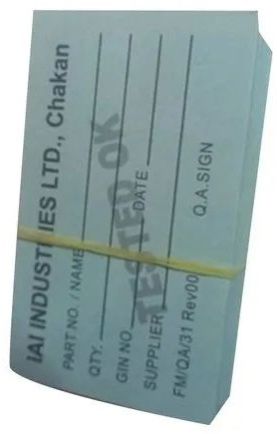 IAI INDUSTRIES LTD., Chakan
PART NO. / NAME
QTY.
GIN NO. DATE
SUPPLIER
FM/QA/31 Rev00 Q.A.SIGN
TESTED OK